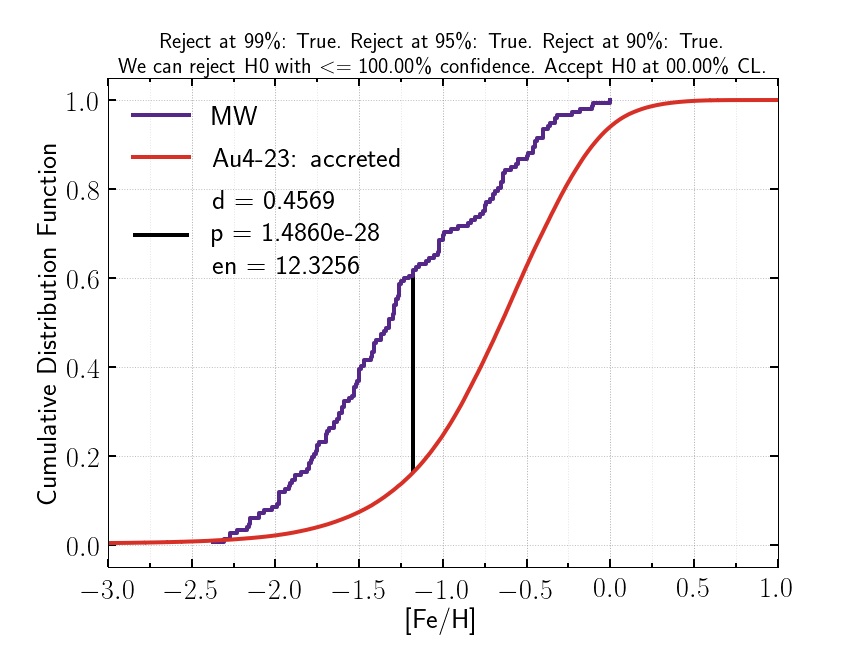 Reject at 99%: True. Reject at 95%: True. Reject at 90%: True.
We can reject H0 with <= 100.00% confidence. Accept H0 at 00.00% CL.
MW
Au4-23: accreted
d = 0.4569
p = 1.4860e-28
en = 12.3256
Cumulative Distribution Function
1.0
0.8
0.6
0.4
0.2
0.0
−3.0 −2.5 −2.0 −1.5 −1.0 −0.5 0.0 0.5 1.0
[Fe/H]